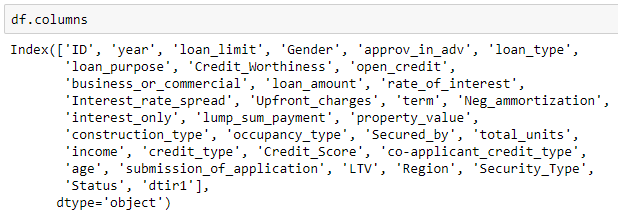 df.columns
Index(['ID', 'year', 'loan_limit', 'Gender', 'approv_in_adv', 'loan_type',
'loan_purpose', 'Credit_Worthiness', 'open_credit',
'business_or_commercial', 'loan_amount', 'rate_of_interest',
'Interest_rate_spread', 'Upfront_charges', 'term', 'Neg_ammortization',
'interest_only', 'lump_sum_payment', 'property_value',
'construction_type', 'occupancy_type', 'Secured_by', 'total_units',
'income', 'credit_type', 'Credit_Score', 'co-applicant_credit_type',
'age', 'submission_of_application', 'LTV', 'Region', 'Security_Type',
'Status', 'dtir1'],
dtype='object')